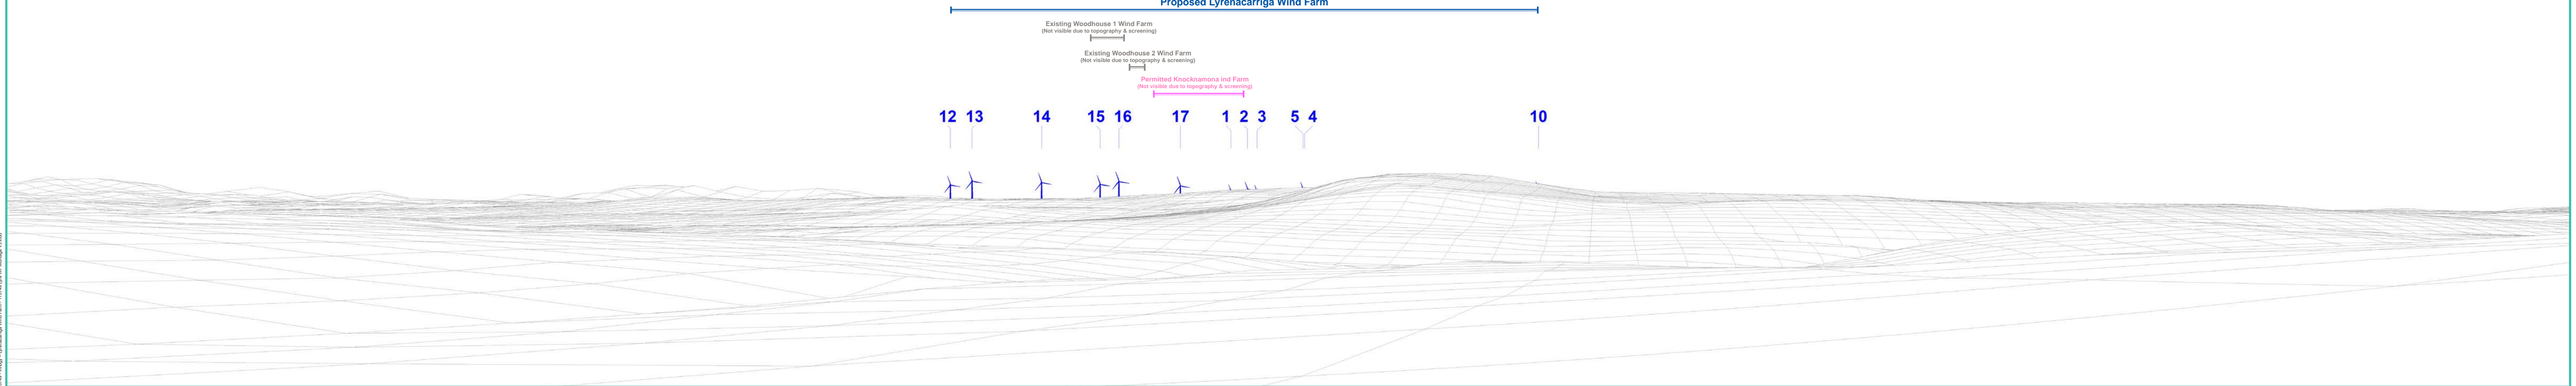 Proposed Lyrenacarriga Wind Farm
Existing Woodhouse 1 Wind Farm
(Not visible due to topography & screening)
Existing Woodhouse 2 Wind Farm
(Not visible due to topography & screening)
Permitted Knocknamona ind Farm
(Not visible due to topography & screening)
12 13 14 15 16 17 1 2 3 5 4 10